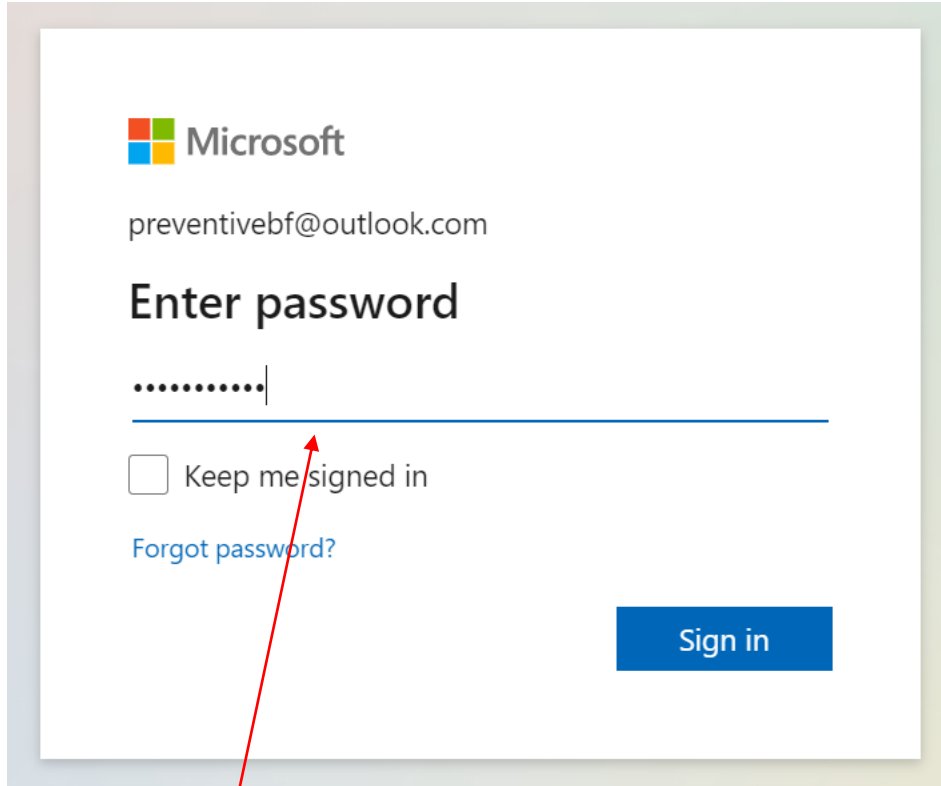 Microsoft
preventivebf@outlook.com
Enter password
•••••••••••
Keep me signed in
Forgot password?
Sign in